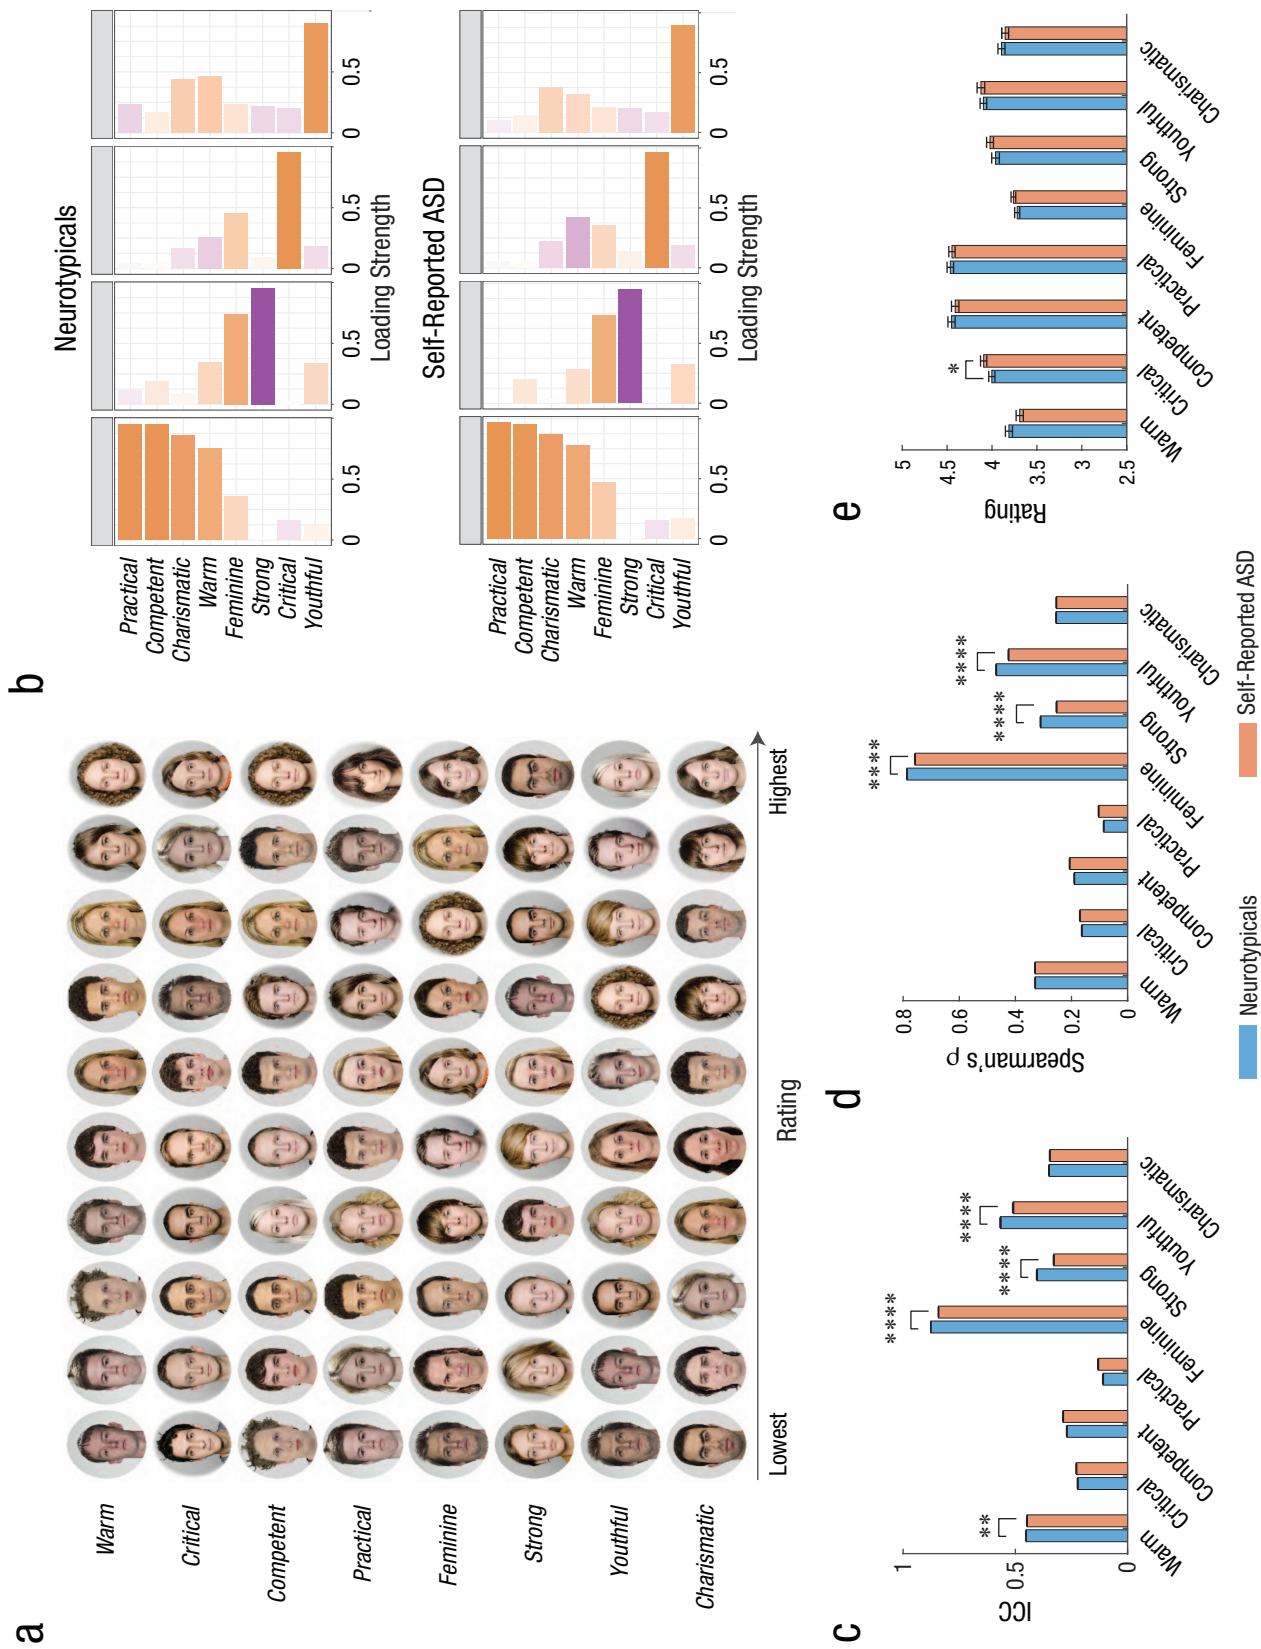 a
Warm
Critical
Competent
Practical
Feminine
Strong
Youthful
Charismatic
Lowest
Highest
Rating
b
Neurotypicals
Practical
Competent
Charismatic
Warm
Feminine
Strong
Critical
Youthful
0 0.5 0 0.5 0 0.5 0 0.5
Loading Strength
Self-Reported ASD
Practical
Competent
Charismatic
Warm
Feminine
Strong
Critical
Youthful
0 0.5 0 0.5 0 0.5 0 0.5
Loading Strength
c
ICC
1
0.5
0
** **** **** ****
Warm Critical Competent Practical Feminine Strong Youthful Charismatic
d
Spearman's ρ
0.8
0.6
0.4
0.2
0
**** **** ****
Warm Critical Competent Practical Feminine Strong Youthful Charismatic
e
Rating
5
4.5
4
3.5
3
2.5
*
Warm Critical Competent Practical Feminine Strong Youthful Charismatic
Neurotypicals Self-Reported ASD